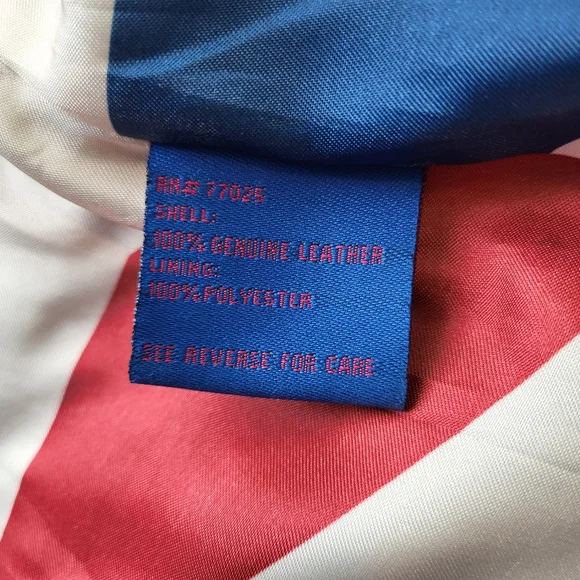 RN# 77025
SHELL:
100% GENUINE LEATHER
LINING:
100% POLYESTER
SEE REVERSE FOR CARE